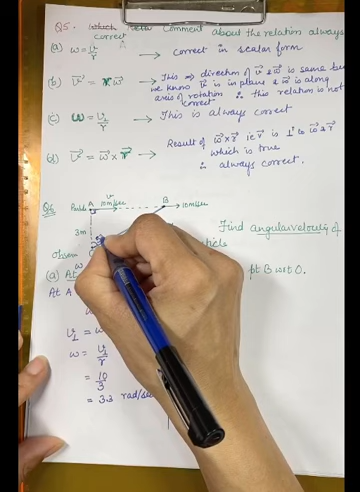 Q5. which Comment about the relation always
correct
(a) ω = v/r → correct in scalar form
(b) v⃗ = r ω⃗ → This ⇒ direction of v⃗ & ω⃗ is same but
we know v⃗ is in plane & ω⃗ is along
axis of rotation ∴ this relation is not
correct
(c) ω = v⊥/r → This is always correct
(d) v⃗ = ω⃗ × r⃗ → Result of ω⃗ × r⃗ ie v⃗ is ⊥r to ω⃗ & r⃗
which is true
∴ always correct.
Q6
v
A 10m/sec B 10m/sec
3m Find angular velocity of
(a) At pt B wrt O.
At A
v⊥ = ω
ω = v⊥/r
= 10/3
= 3.3 rad/sec